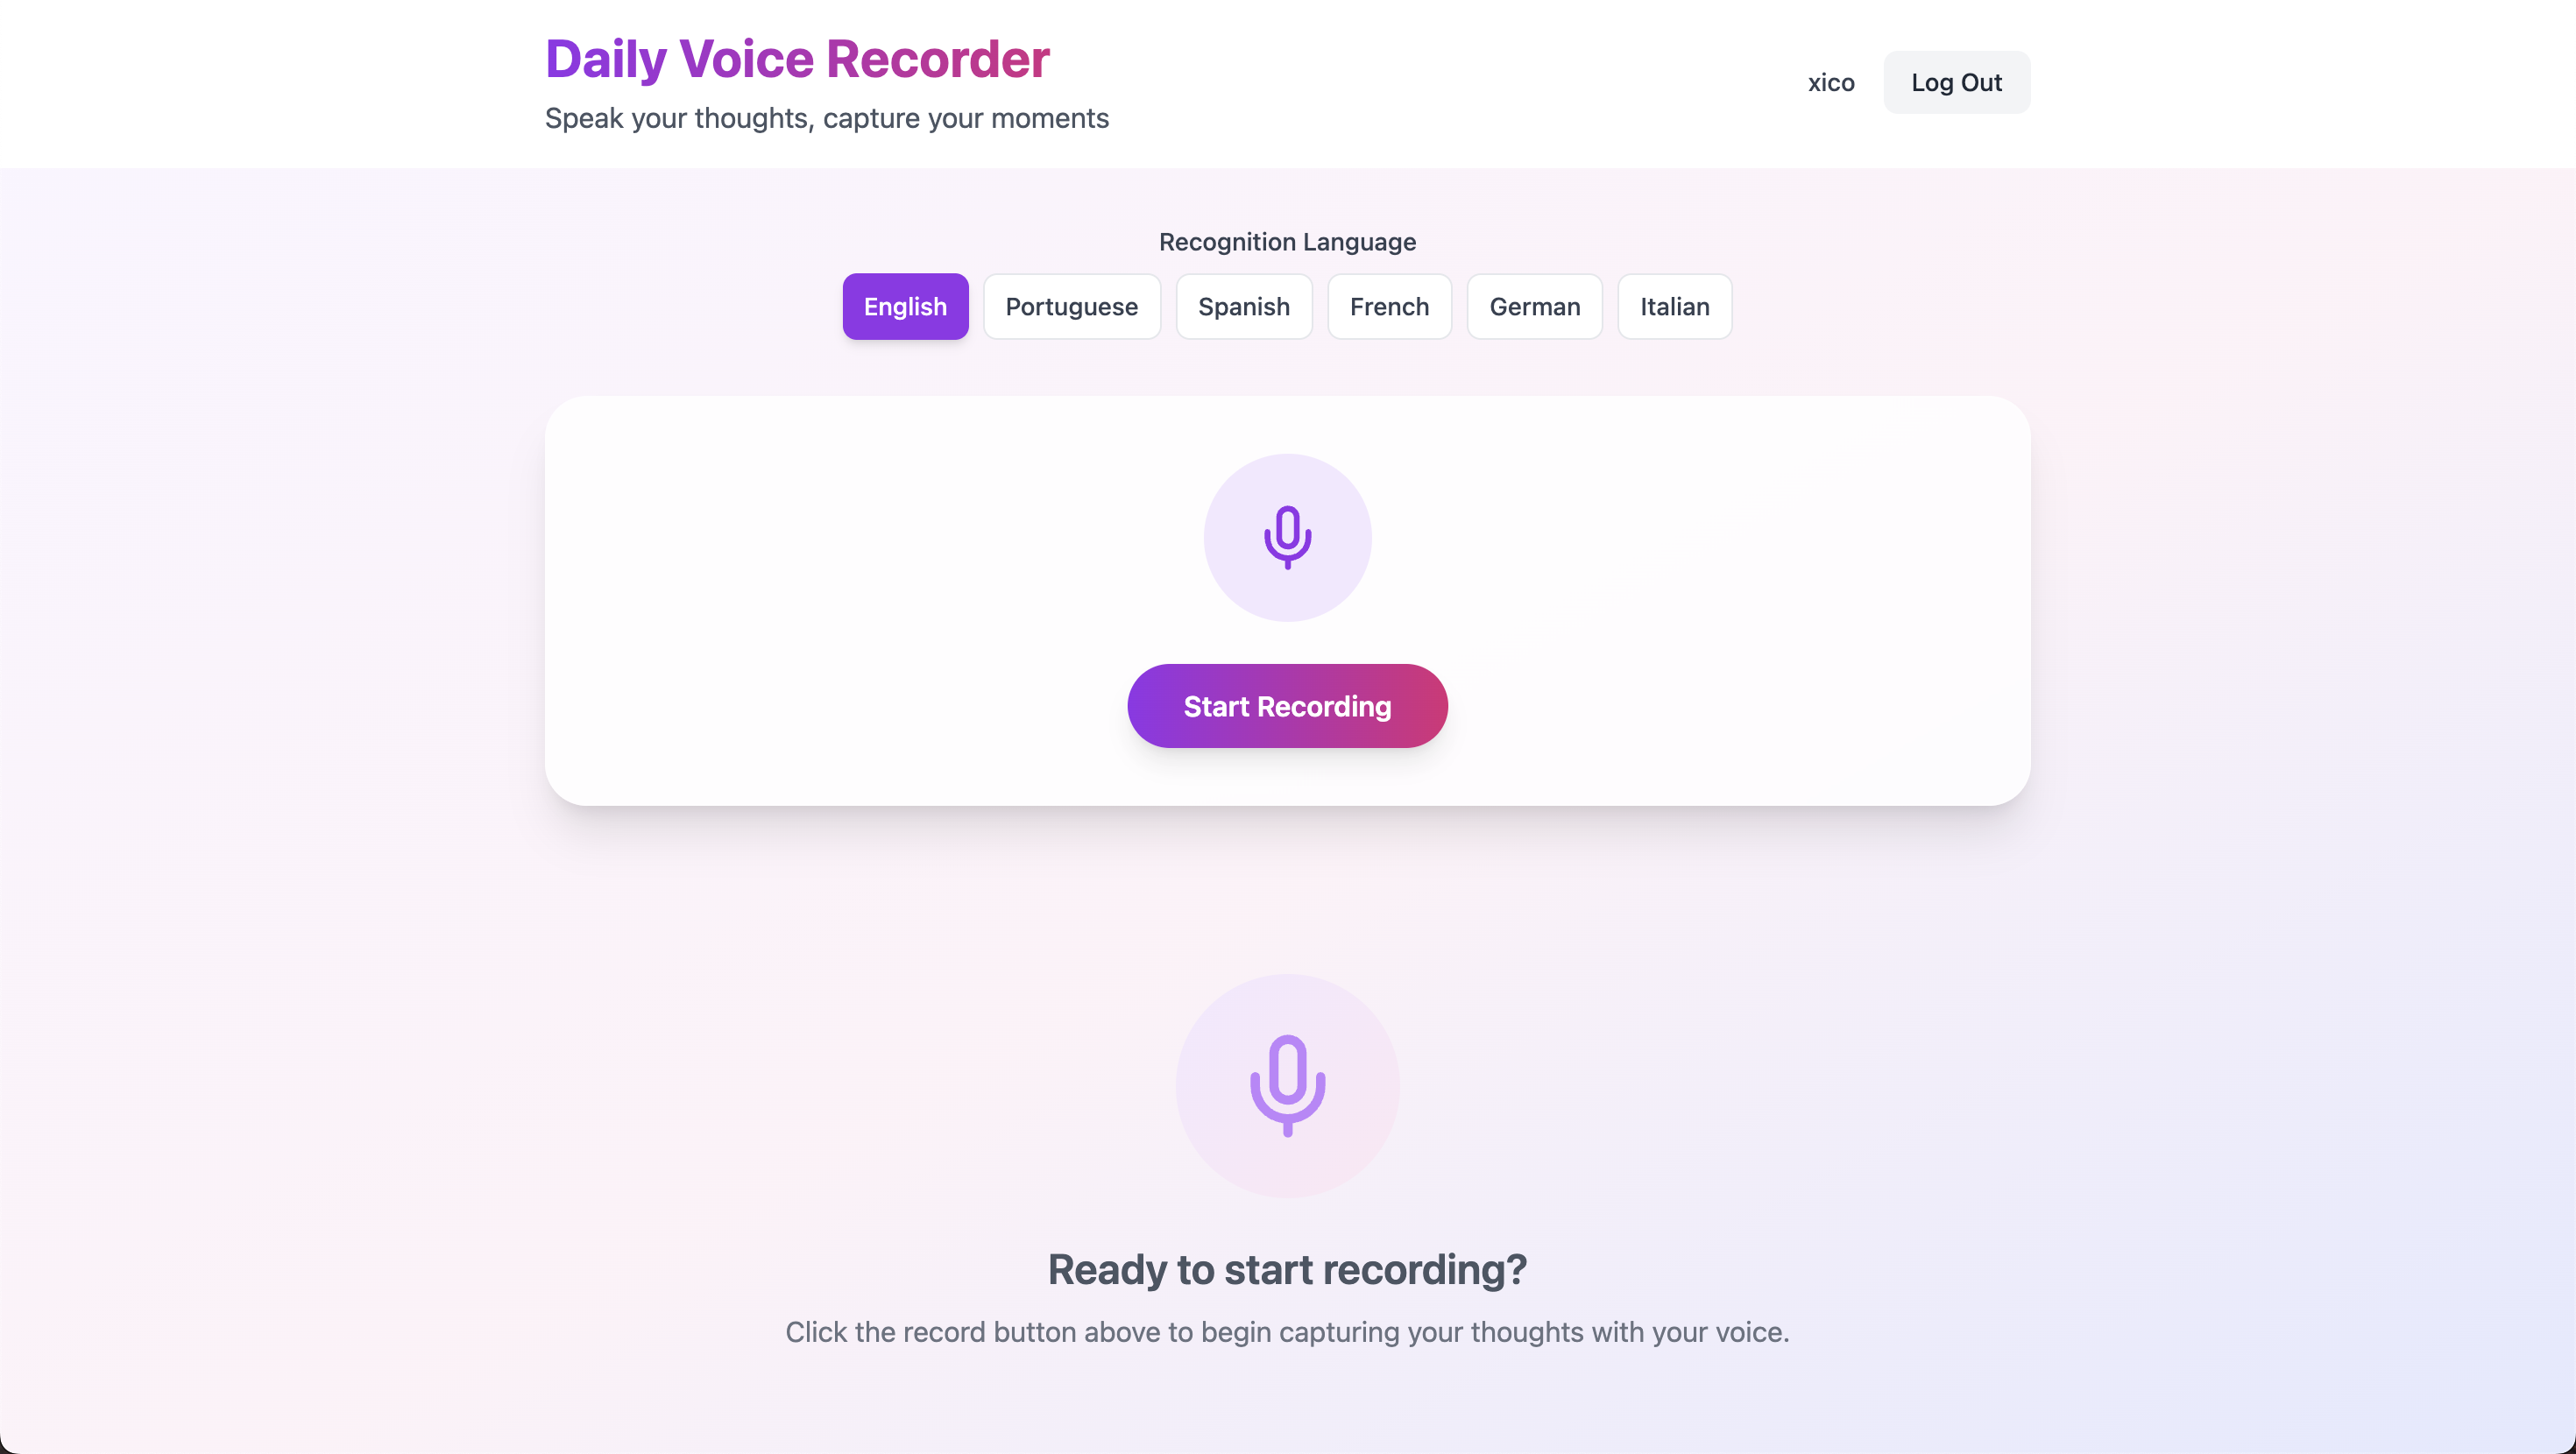 Daily Voice Recorder
Speak your thoughts, capture your moments
xico
Log Out
Recognition Language
English
Portuguese
Spanish
French
German
Italian
Start Recording
Ready to start recording?
Click the record button above to begin capturing your thoughts with your voice.